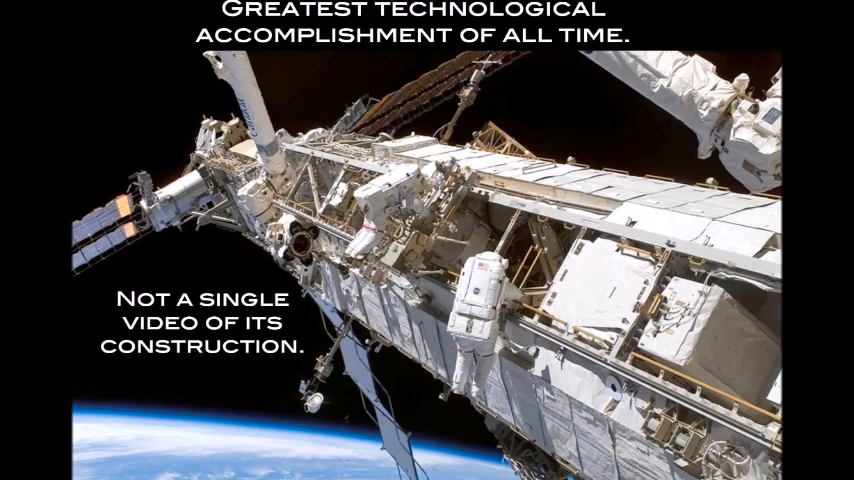 Greatest technological
accomplishment of all time.
Not a single
video of its
construction.